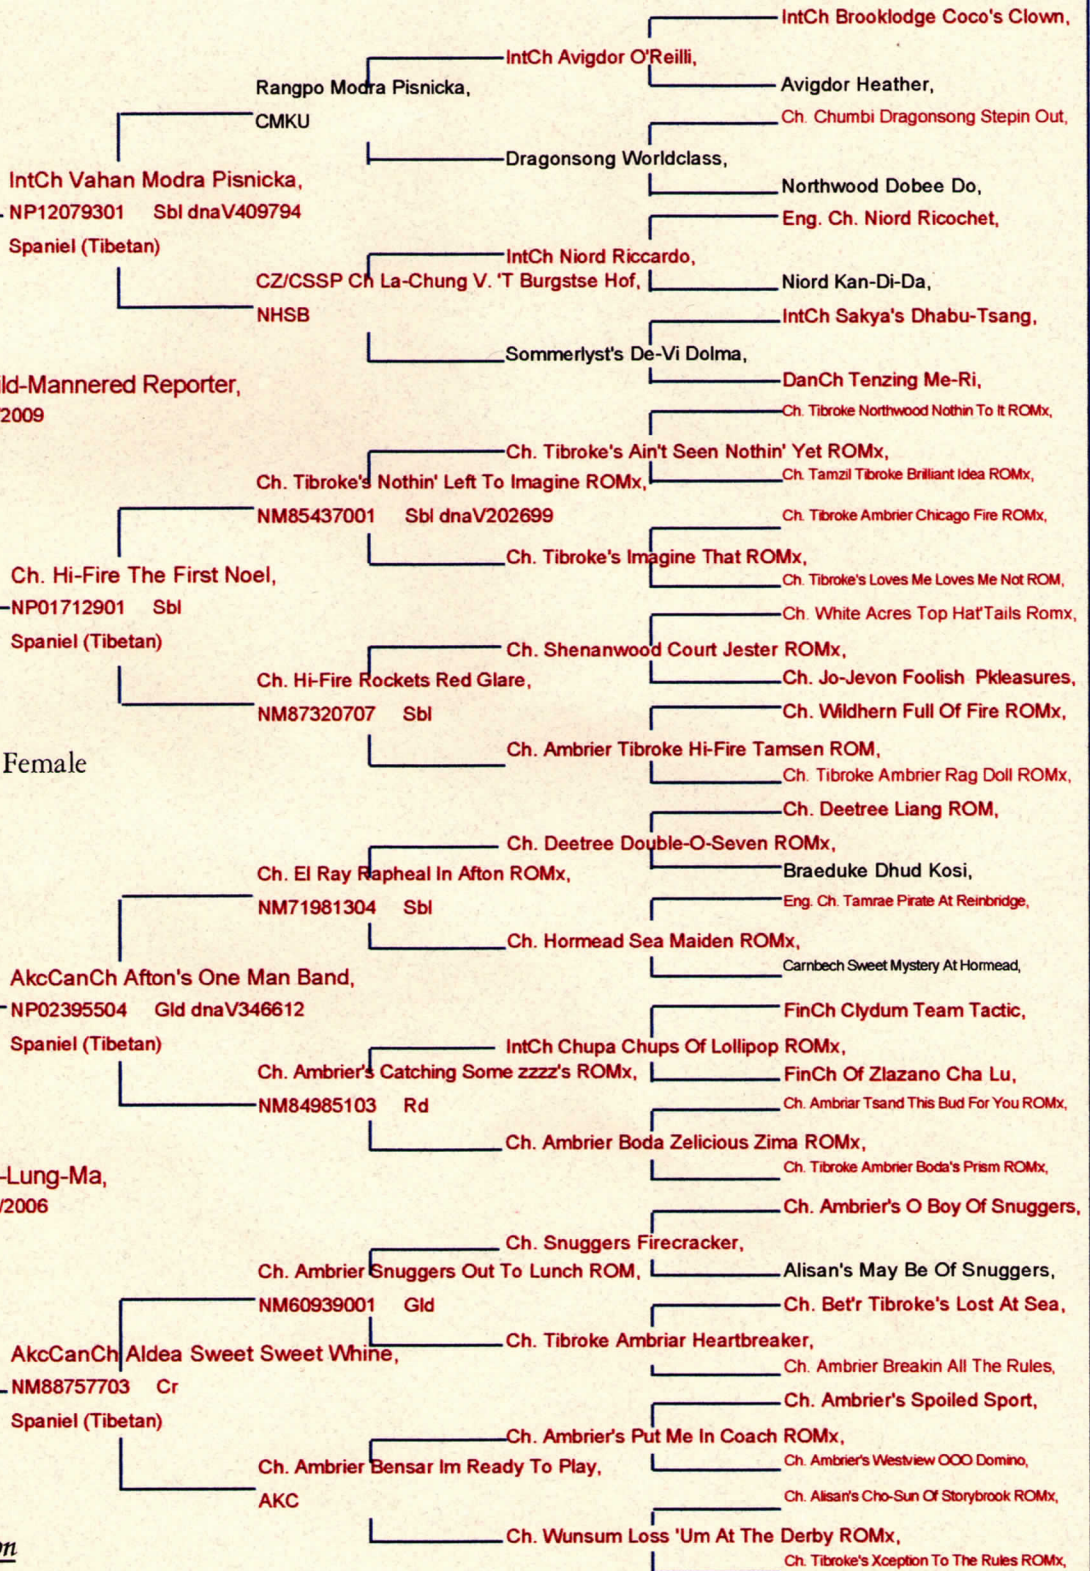 IntCh Brooklodge Coco's Clown,
IntCh Avigdor O'Reilli,
Rangpo Modra Pisnicka,
Avigdor Heather,
CMKU
Ch. Chumbi Dragonsong Stepin Out,
Dragonsong Worldclass,
IntCh Vahan Modra Pisnicka,
Northwood Dobee Do,
NP12079301 Sbl dnaV409794
Eng. Ch. Niord Ricochet,
Spaniel (Tibetan)
IntCh Niord Riccardo,
CZ/CSSP Ch La-Chung V. 'T Burgstse Hof,
Niord Kan-Di-Da,
NHSB
IntCh Sakya's Dhabu-Tsang,
Sommerlyst's De-Vi Dolma,
ild-Mannered Reporter,
DanCh Tenzing Me-Ri,
/2009
Ch. Tibroke Northwood Nothin To It ROMx,
Ch. Tibroke's Ain't Seen Nothin' Yet ROMx,
Ch. Tibroke's Nothin' Left To Imagine ROMx,
Ch. Tamzil Tibroke Brilliant Idea ROMx,
NM85437001 Sbl dnaV202699
Ch. Tibroke Ambrier Chicago Fire ROMx,
Ch. Tibroke's Imagine That ROMx,
Ch. Hi-Fire The First Noel,
Ch. Tibroke's Loves Me Loves Me Not ROM,
NP01712901 Sbl
Ch. White Acres Top Hat'Tails Romx,
Spaniel (Tibetan)
Ch. Shenanwood Court Jester ROMx,
Ch. Hi-Fire Rockets Red Glare,
Ch. Jo-Jevon Foolish Pkleasures,
NM87320707 Sbl
Ch. Wildhern Full Of Fire ROMx,
Ch. Ambrier Tibroke Hi-Fire Tamsen ROM,
Female
Ch. Tibroke Ambrier Rag Doll ROMx,
Ch. Deetree Liang ROM,
Ch. Deetree Double-O-Seven ROMx,
Ch. El Ray Rapheal In Afton ROMx,
Braeduke Dhud Kosi,
NM71981304 Sbl
Eng. Ch. Tamrae Pirate At Reinbridge,
Ch. Hormead Sea Maiden ROMx,
Carnbech Sweet Mystery At Hormead,
AkcCanCh Afton's One Man Band,
NP02395504 Gld dnaV346612
FinCh Clydum Team Tactic,
Spaniel (Tibetan)
IntCh Chupa Chups Of Lollipop ROMx,
Ch. Ambrier's Catching Some zzzz's ROMx,
FinCh Of Zlazano Cha Lu,
NM84985103 Rd
Ch. Ambriar Tsand This Bud For You ROMx,
Ch. Ambrier Boda Zelicious Zima ROMx,
Ch. Tibroke Ambrier Boda's Prism ROMx,
-Lung-Ma,
/2006
Ch. Ambrier's O Boy Of Snuggers,
Ch. Snuggers Firecracker,
Ch. Ambrier Snuggers Out To Lunch ROM,
Alisan's May Be Of Snuggers,
NM60939001 Gld
Ch. Bet'r Tibroke's Lost At Sea,
Ch. Tibroke Ambriar Heartbreaker,
AkcCanCh Aldea Sweet Sweet Whine,
Ch. Ambrier Breakin All The Rules,
NM88757703 Cr
Ch. Ambrier's Spoiled Sport,
Spaniel (Tibetan)
Ch. Ambrier's Put Me In Coach ROMx,
Ch. Ambrier Bensar Im Ready To Play,
Ch. Ambrier's Westview OOO Domino,
AKC
Ch. Alisan's Cho-Sun Of Storybrook ROMx,
Ch. Wunsum Loss 'Um At The Derby ROMx,
on
Ch. Tibroke's Xception To The Rules ROMx,